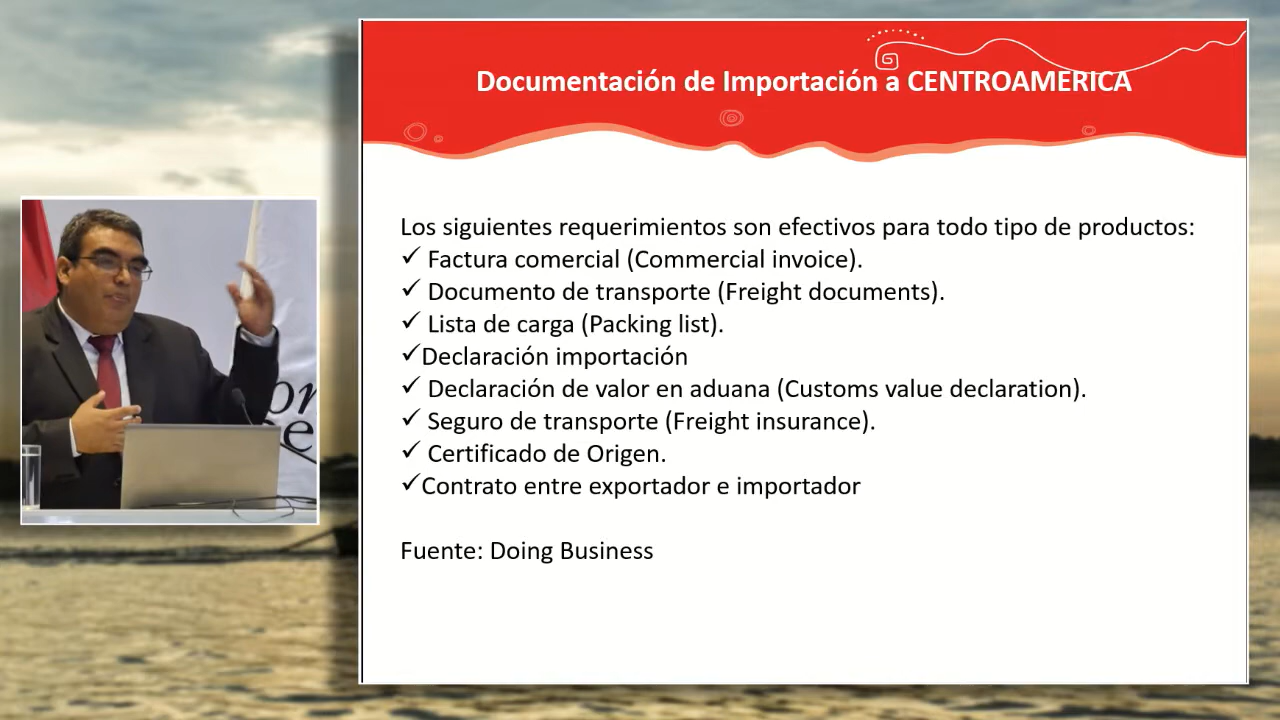 Documentación de Importación a CENTROAMERICA
Los siguientes requerimientos son efectivos para todo tipo de productos:
✓ Factura comercial (Commercial invoice).
✓ Documento de transporte (Freight documents).
✓ Lista de carga (Packing list).
✓Declaración importación
✓ Declaración de valor en aduana (Customs value declaration).
✓ Seguro de transporte (Freight insurance).
✓ Certificado de Origen.
✓Contrato entre exportador e importador
Fuente: Doing Business